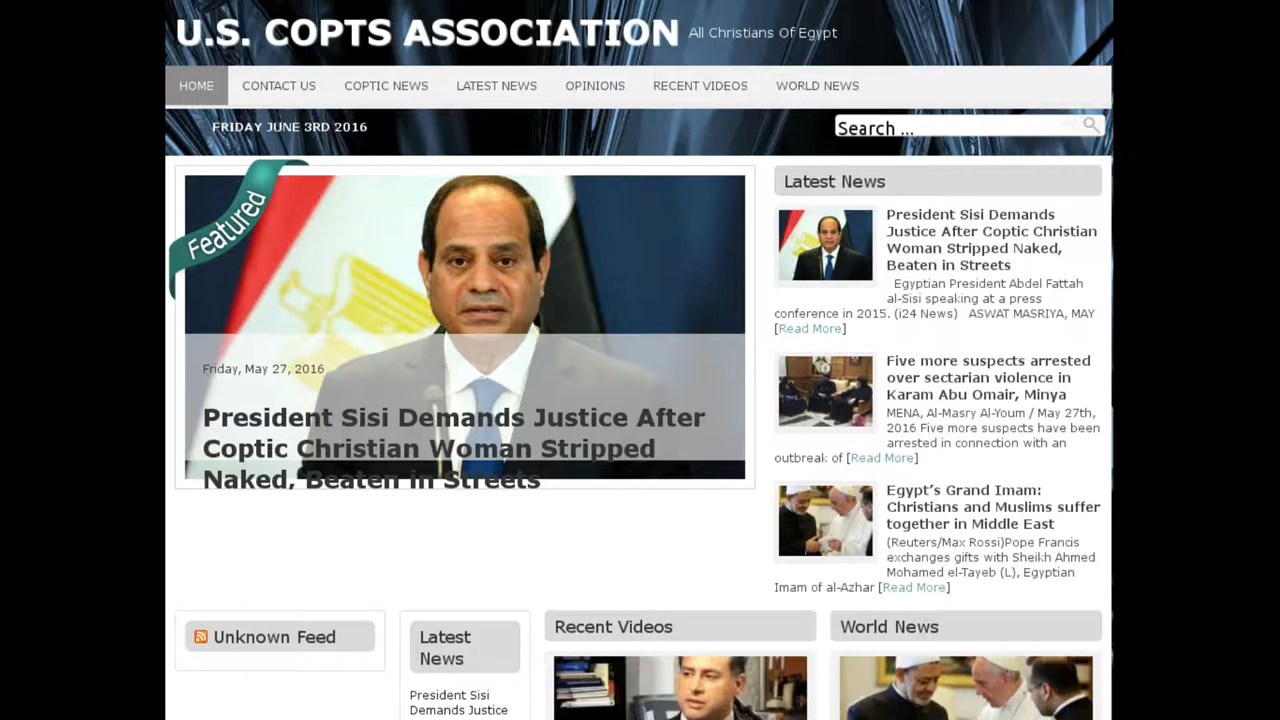 U.S. COPTS ASSOCIATION
All Christians Of Egypt
HOME
CONTACT US
COPTIC NEWS
LATEST NEWS
OPINIONS
RECENT VIDEOS
WORLD NEWS
FRIDAY JUNE 3RD 2016
Search ...
Featured
Friday, May 27, 2016
President Sisi Demands Justice After
Coptic Christian Woman Stripped
Naked, Beaten in Streets
Latest News
President Sisi Demands
Justice After Coptic Christian
Woman Stripped Naked,
Beaten in Streets
Egyptian President Abdel Fattah
al-Sisi speaking at a press
conference in 2015. (i24 News) ASWAT MASRIYA, MAY
[Read More]
Five more suspects arrested
over sectarian violence in
Karam Abu Omair, Minya
MENA, Al-Masry Al-Youm / May 27th,
2016 Five more suspects have been
arrested in connection with an
outbreak of [Read More]
Egypt’s Grand Imam:
Christians and Muslims suffer
together in Middle East
(Reuters/Max Rossi)Pope Francis
exchanges gifts with Sheikh Ahmed
Mohamed el-Tayeb (L), Egyptian
Imam of al-Azhar [Read More]
Unknown Feed
Latest
News
President Sisi
Demands Justice
Recent Videos
World News